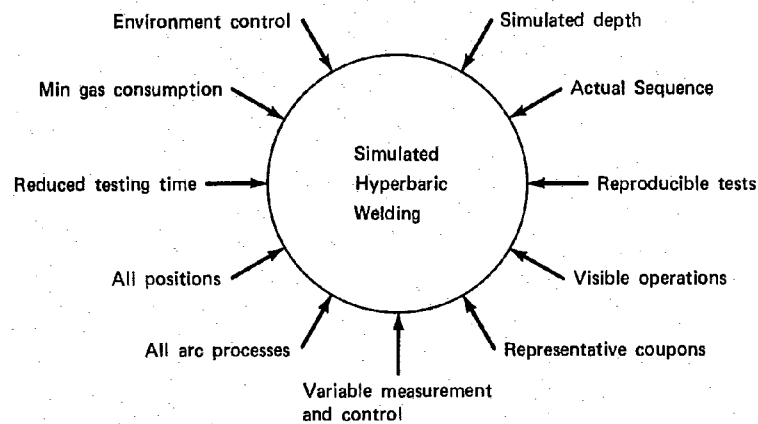 Environment control
Simulated depth
Min gas consumption
Actual Sequence
Simulated
Hyperbaric
Welding
Reduced testing time
Reproducible tests
All positions
Visible operations
All arc processes
Representative coupons
Variable measurement
and control